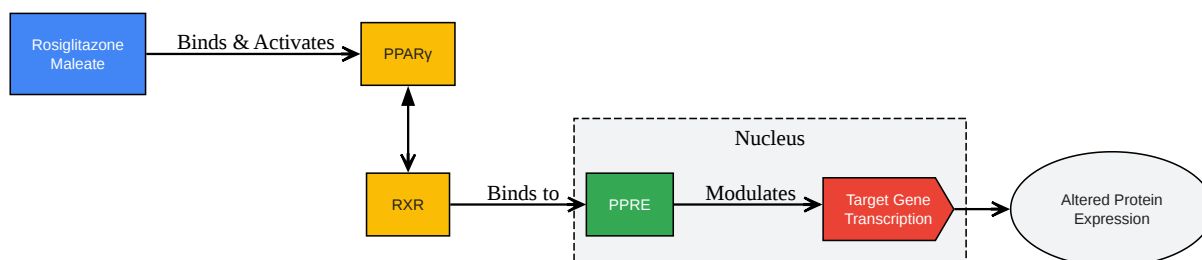 Rosiglitazone
Maleate
Binds & Activates
PPARγ
Nucleus
RXR
Binds to
PPRE
Modulates
Target Gene
Transcription
Altered Protein
Expression